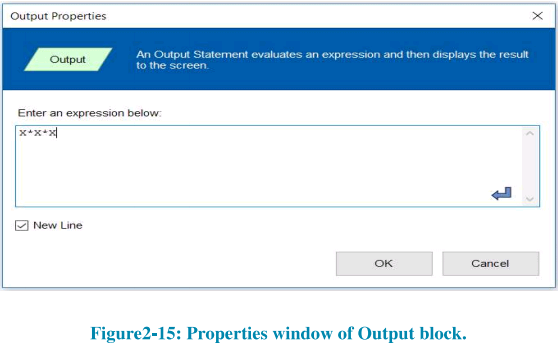 Output Properties
Output
An Output Statement evaluates an expression and then displays the result
to the screen.
Enter an expression below:
X*X*X
New Line
OK
Cancel
Figure2-15: Properties window of Output block.